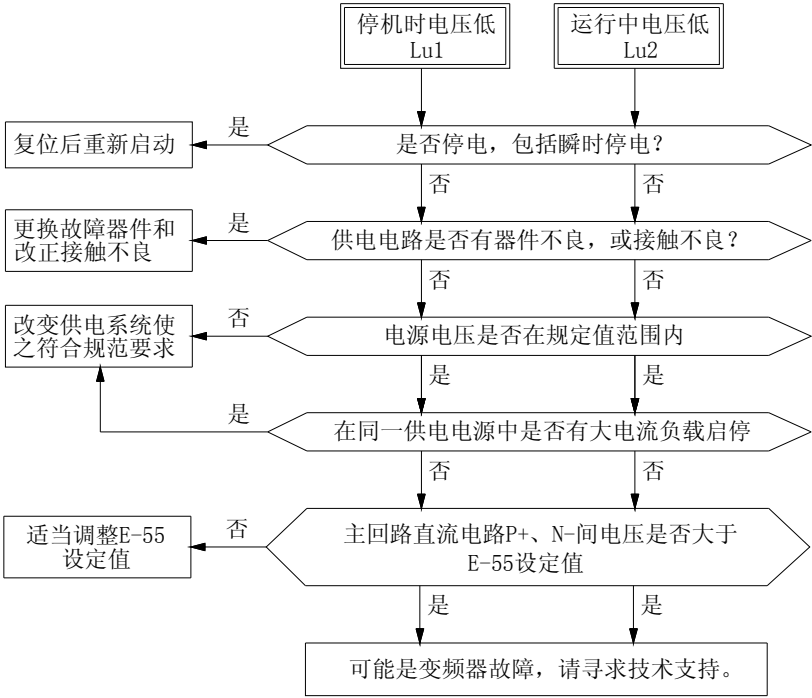 停机时电压低
Lu1
运行中电压低
Lu2
复位后重新启动
是
是否停电，包括瞬时停电？
否
否
更换故障器件和
改正接触不良
是
供电电路是否有器件不良，或接触不良？
否
否
改变供电系统使
之符合规范要求
否
电源电压是否在规定值范围内
是
是
是
在同一供电电源中是否有大电流负载启停
否
否
适当调整E-55
设定值
否
主回路直流电路P+、N-间电压是否大于
E-55设定值
是
是
可能是变频器故障，请寻求技术支持。